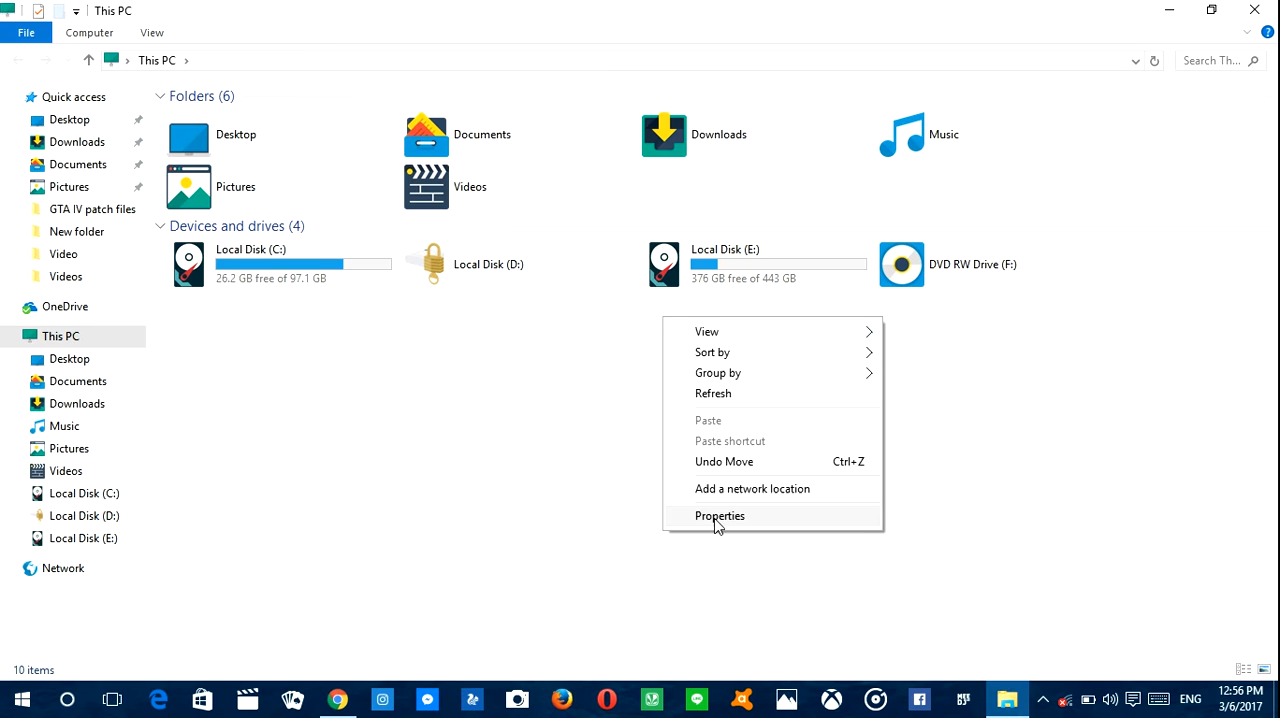 This PC
File Computer View
This PC
Search Th...
Quick access
Desktop
Downloads
Documents
Pictures
GTA IV patch files
New folder
Video
Videos
OneDrive
This PC
Desktop
Documents
Downloads
Music
Pictures
Videos
Local Disk (C:)
Local Disk (D:)
Local Disk (E:)
Network
Folders (6)
Desktop
Documents
Downloads
Music
Pictures
Videos
Devices and drives (4)
Local Disk (C:)
26.2 GB free of 97.1 GB
Local Disk (D:)
Local Disk (E:)
376 GB free of 443 GB
DVD RW Drive (F:)
View
Sort by
Group by
Refresh
Paste
Paste shortcut
Undo Move Ctrl+Z
Add a network location
Properties
10 items
ENG
12:56 PM
3/6/2017